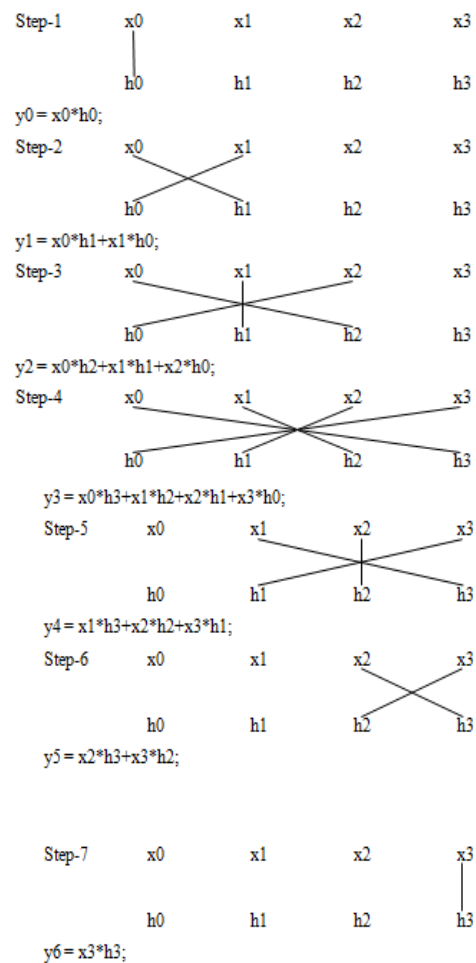 Step-1 x0 x1 x2 x3
h0 h1 h2 h3
y0 = x0*h0;
Step-2 x0 x1 x2 x3
h0 h1 h2 h3
y1 = x0*h1+x1*h0;
Step-3 x0 x1 x2 x3
h0 h1 h2 h3
y2 = x0*h2+x1*h1+x2*h0;
Step-4 x0 x1 x2 x3
h0 h1 h2 h3
y3 = x0*h3+x1*h2+x2*h1+x3*h0;
Step-5 x0 x1 x2 x3
h0 h1 h2 h3
y4 = x1*h3+x2*h2+x3*h1;
Step-6 x0 x1 x2 x3
h0 h1 h2 h3
y5 = x2*h3+x3*h2;
Step-7 x0 x1 x2 x3
h0 h1 h2 h3
y6 = x3*h3;